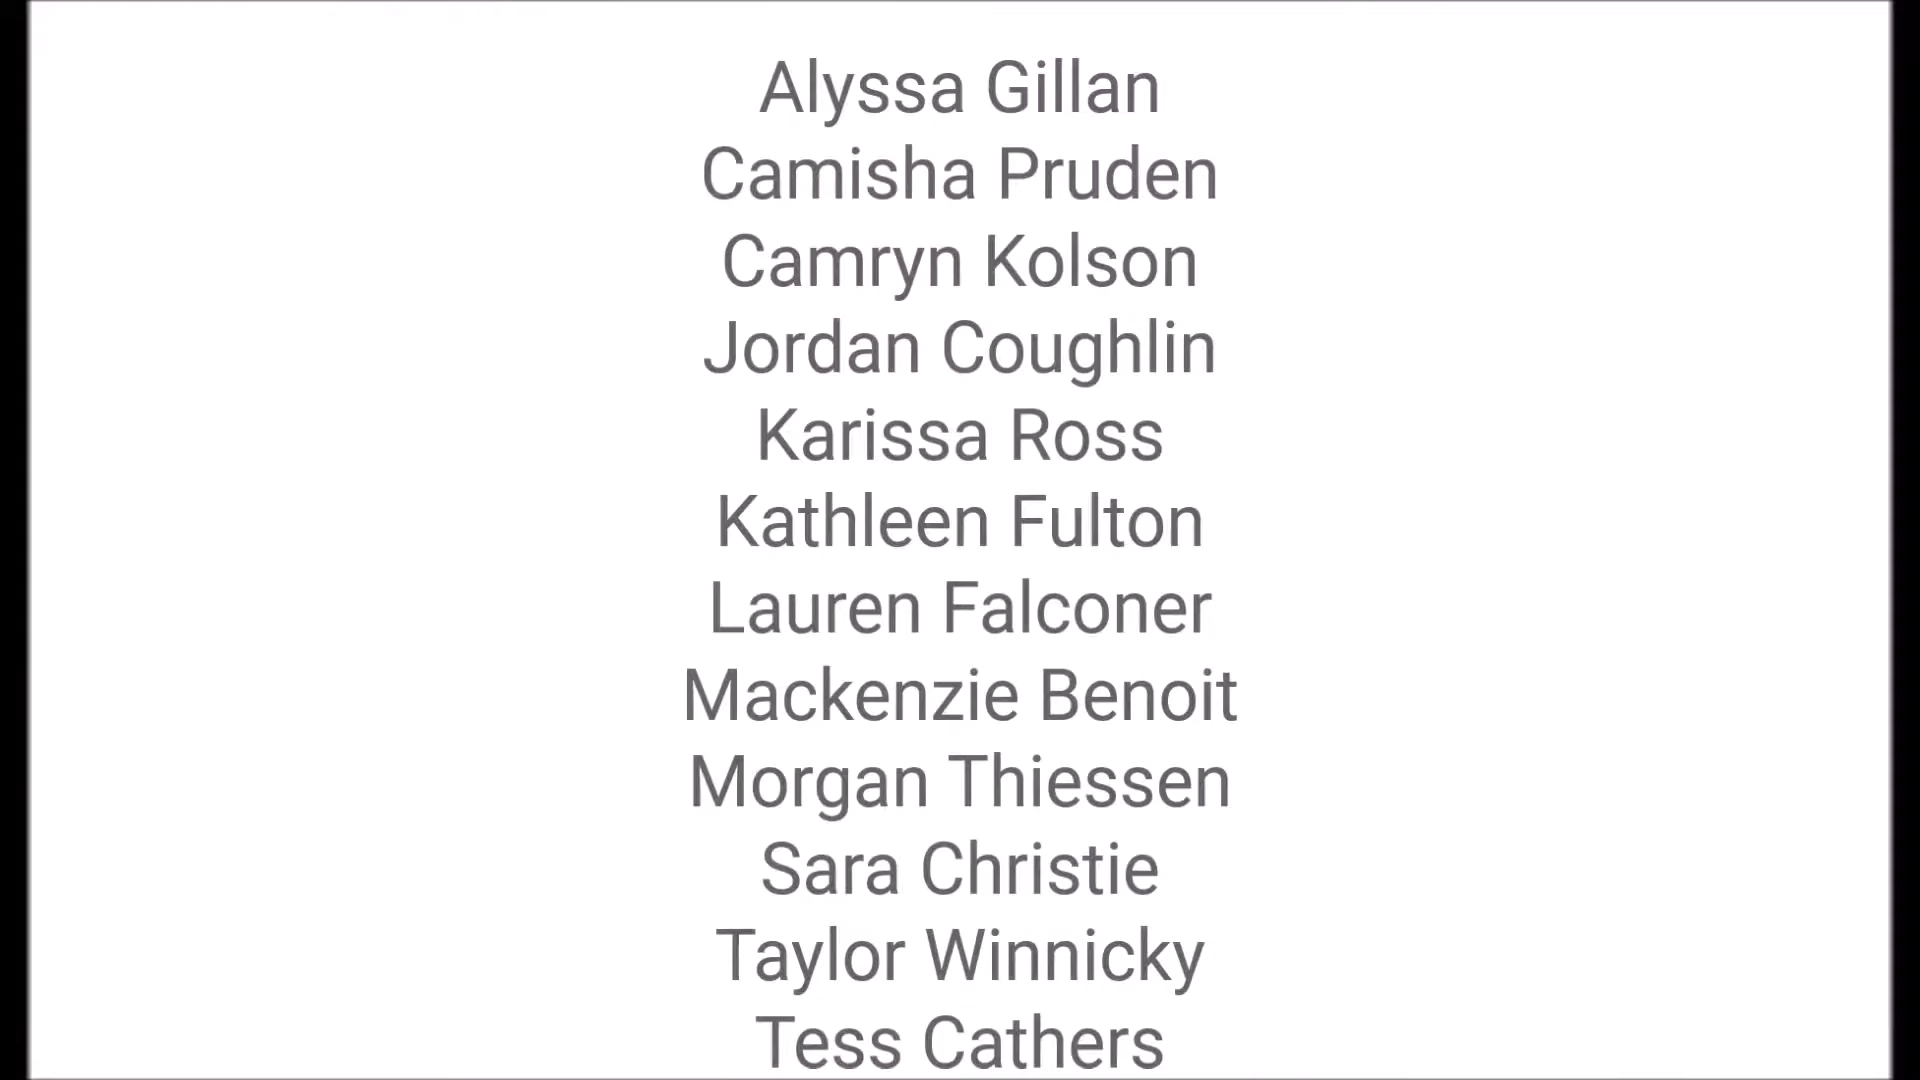 Alyssa Gillan
Camisha Pruden
Camryn Kolson
Jordan Coughlin
Karissa Ross
Kathleen Fulton
Lauren Falconer
Mackenzie Benoit
Morgan Thiessen
Sara Christie
Taylor Winnicky
Tess Cathers